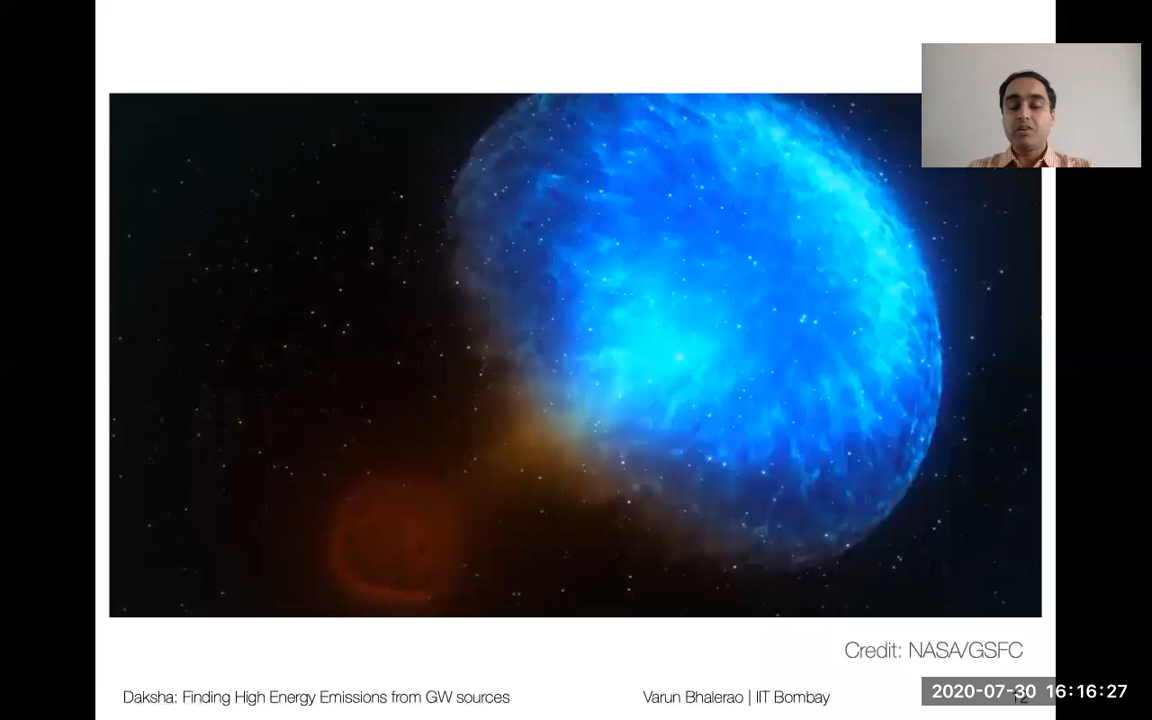 Credit: NASA/GSFC
Daksha: Finding High Energy Emissions from GW sources
Varun Bhalerao | IIT Bombay
12
2020-07-30 16:16:27